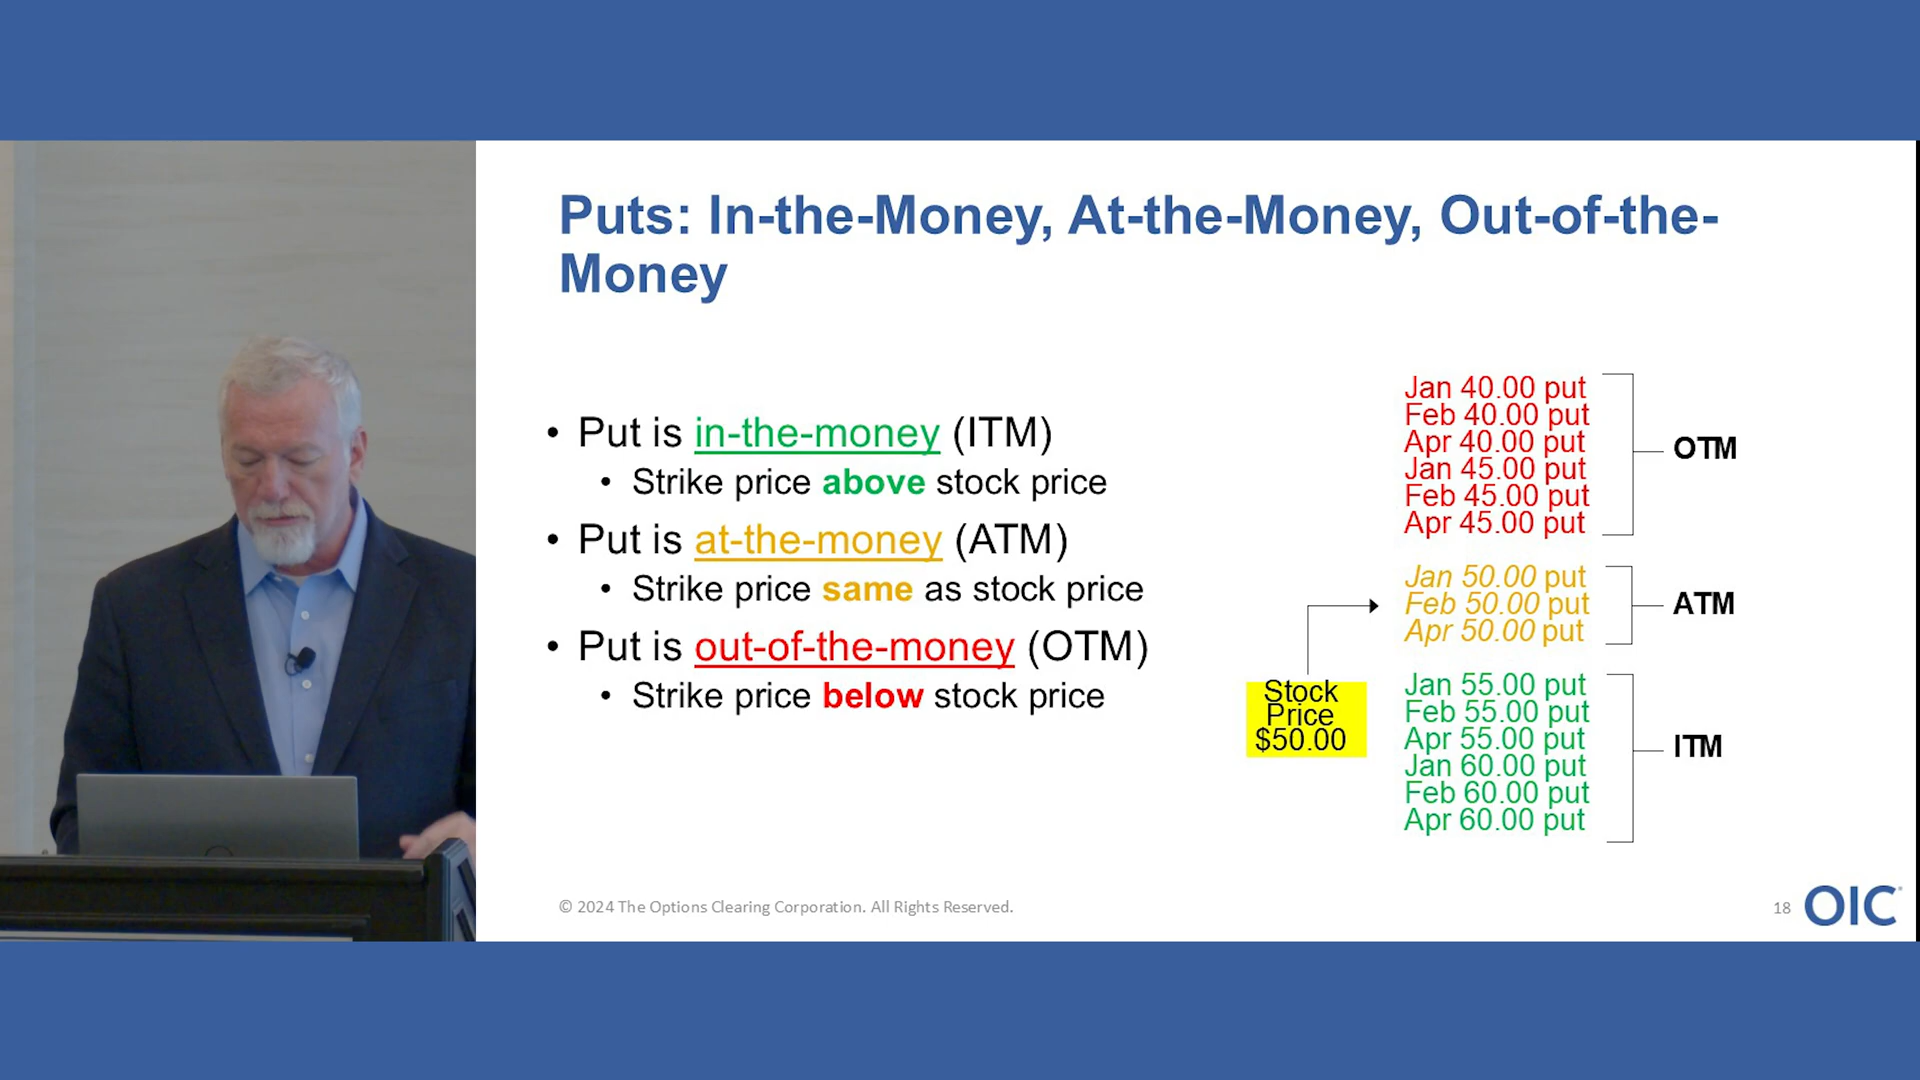 Puts: In-the-Money, At-the-Money, Out-of-the-
Money
• Put is in-the-money (ITM)
• Strike price above stock price
• Put is at-the-money (ATM)
• Strike price same as stock price
• Put is out-of-the-money (OTM)
• Strike price below stock price
Stock
Price
$50.00
Jan 40.00 put
Feb 40.00 put
Apr 40.00 put
Jan 45.00 put
Feb 45.00 put
Apr 45.00 put
OTM
Jan 50.00 put
Feb 50.00 put
Apr 50.00 put
ATM
Jan 55.00 put
Feb 55.00 put
Apr 55.00 put
Jan 60.00 put
Feb 60.00 put
Apr 60.00 put
ITM
© 2024 The Options Clearing Corporation. All Rights Reserved.
18
OIC